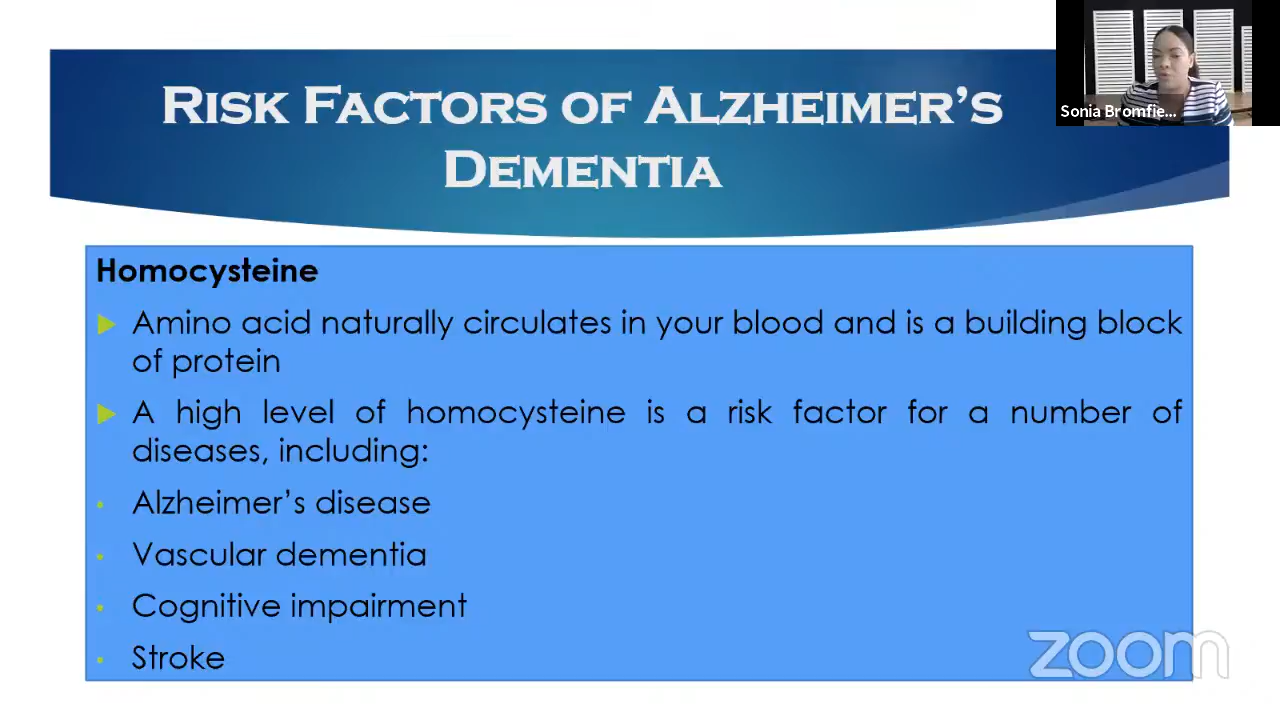 Risk Factors of Alzheimer's
Dementia
Sonia Bromfie...
Homocysteine
Amino acid naturally circulates in your blood and is a building block
of protein
A high level of homocysteine is a risk factor for a number of
diseases, including:
Alzheimer's disease
Vascular dementia
Cognitive impairment
Stroke
zoom